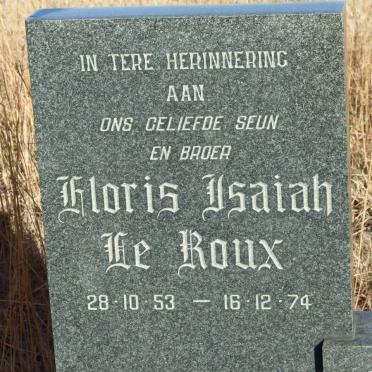 IN TERE HERINNERING
AAN
ONS GELIEFDE SEUN
EN BROER
Floris Isaiah
Le Roux
28·10·53 — 16·12·74